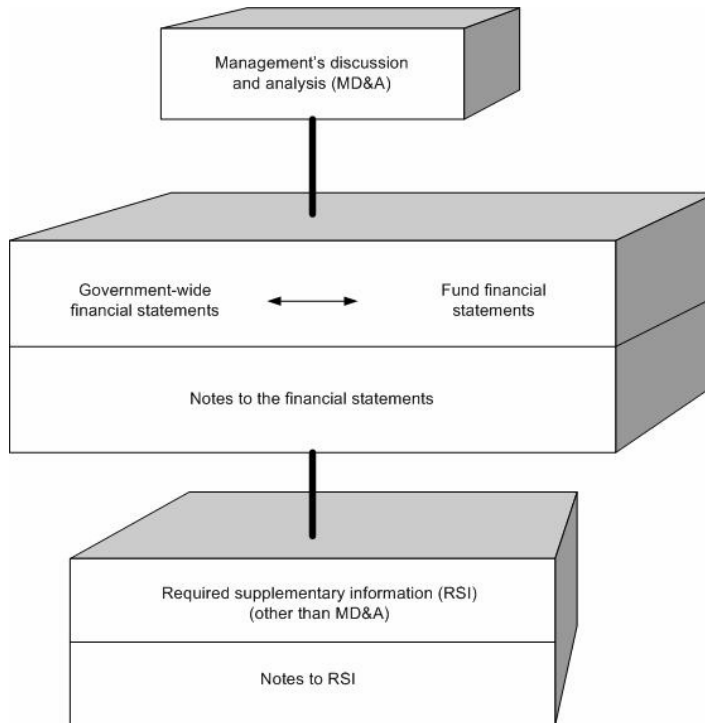 Management's discussion
and analysis (MD&A)
Government-wide
financial statements
Fund financial
statements
Notes to the financial statements
Required supplementary information (RSI)
(other than MD&A)
Notes to RSI